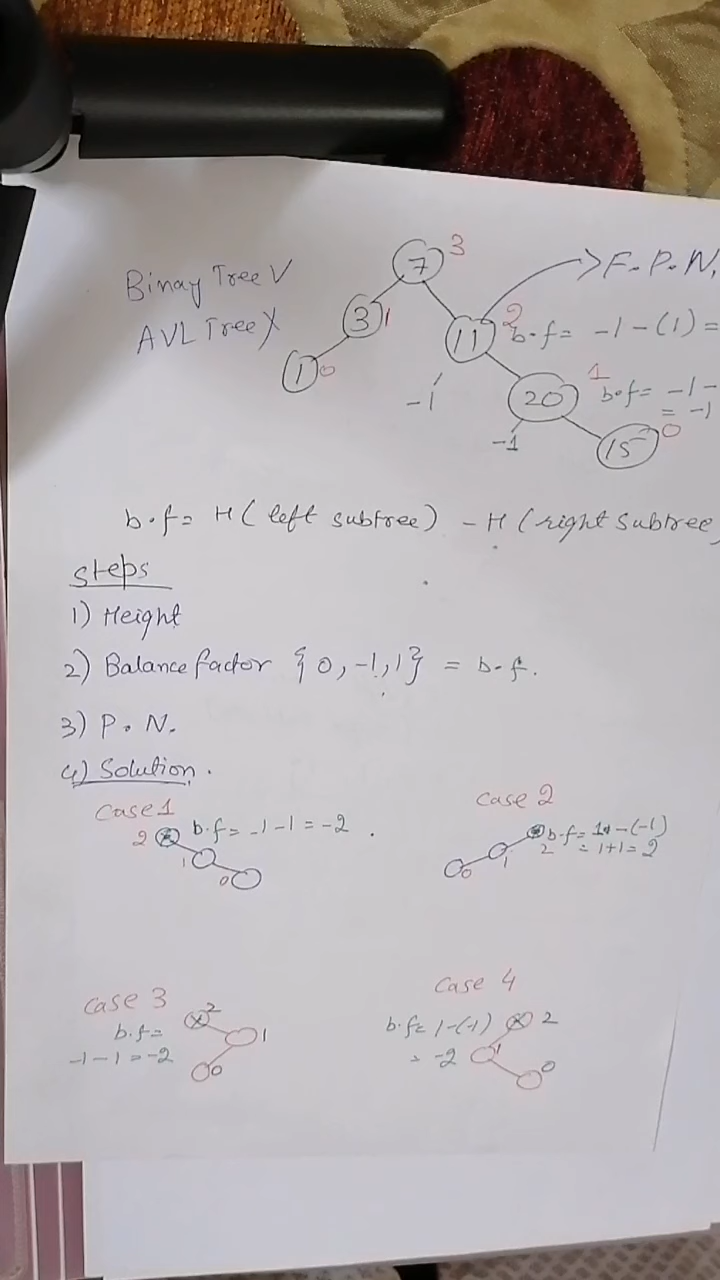 3
7
F.P.N.
Binay Tree V
3 1
2
11
b.f = -1-(1) =
AVL Tree X
1 0
-1
20
1
b.f = -1-
= -1
-1
15
0
b.f = H( left subtree) - H (right subtree
Steps
1) Height
2) Balance factor { 0, -1, 1} = b.f.
3) P.N.
4) Solution.
Case 1
2 b.f = -1-1 = -2
1
0
Case 2
b.f = 1-(-1)
2 = 1+1 = 2
1
0
Case 3
2
b.f =
1
-1-1 = -2
0
Case 4
b.f = 1-(-1) 2
= -2
1
0